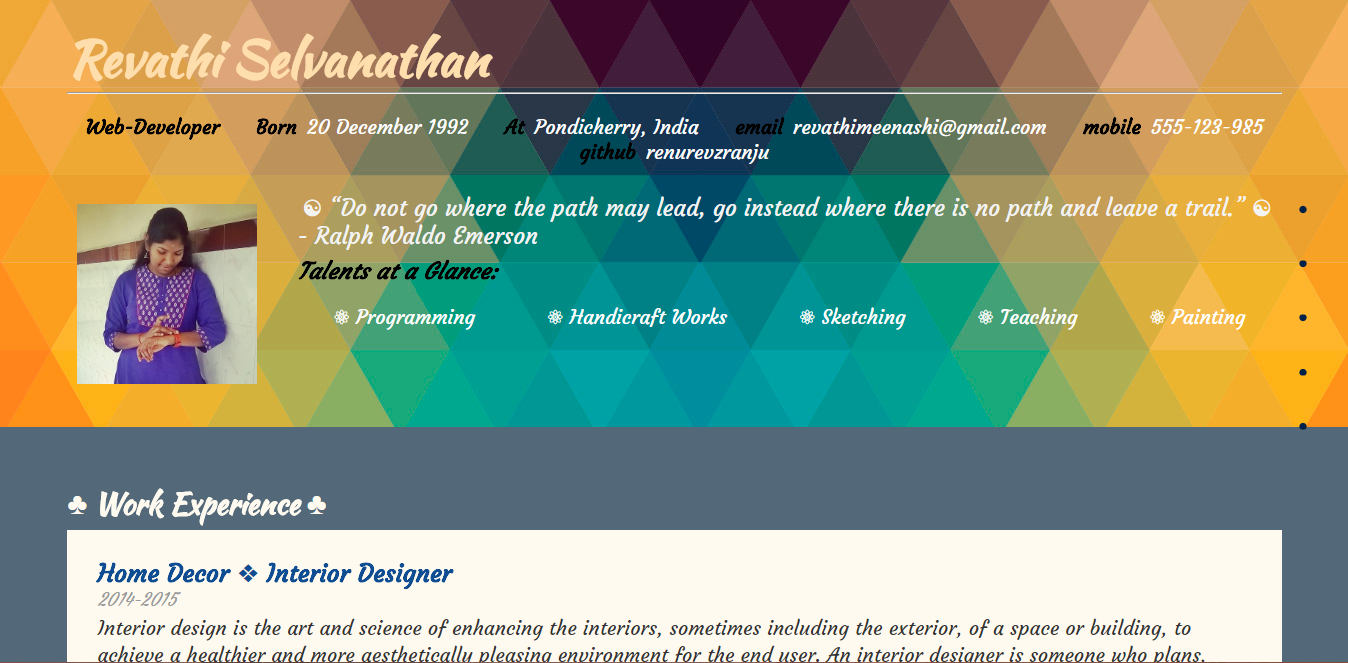 Revathi Selvanathan
Web-Developer Born 20 December 1992 At Pondicherry, India email revathimeenashi@gmail.com mobile 555-123-985
github renurevzranju
☯ “Do not go where the path may lead, go instead where there is no path and leave a trail.” ☯
- Ralph Waldo Emerson
Talents at a Glance:
❁ Programming ❁ Handicraft Works ❁ Sketching ❁ Teaching ❁ Painting
♣ Work Experience ♣
Home Decor ❖ Interior Designer
2014-2015
Interior design is the art and science of enhancing the interiors, sometimes including the exterior, of a space or building, to
achieve a healthier and more aesthetically pleasing environment for the end user. An interior designer is someone who plans,